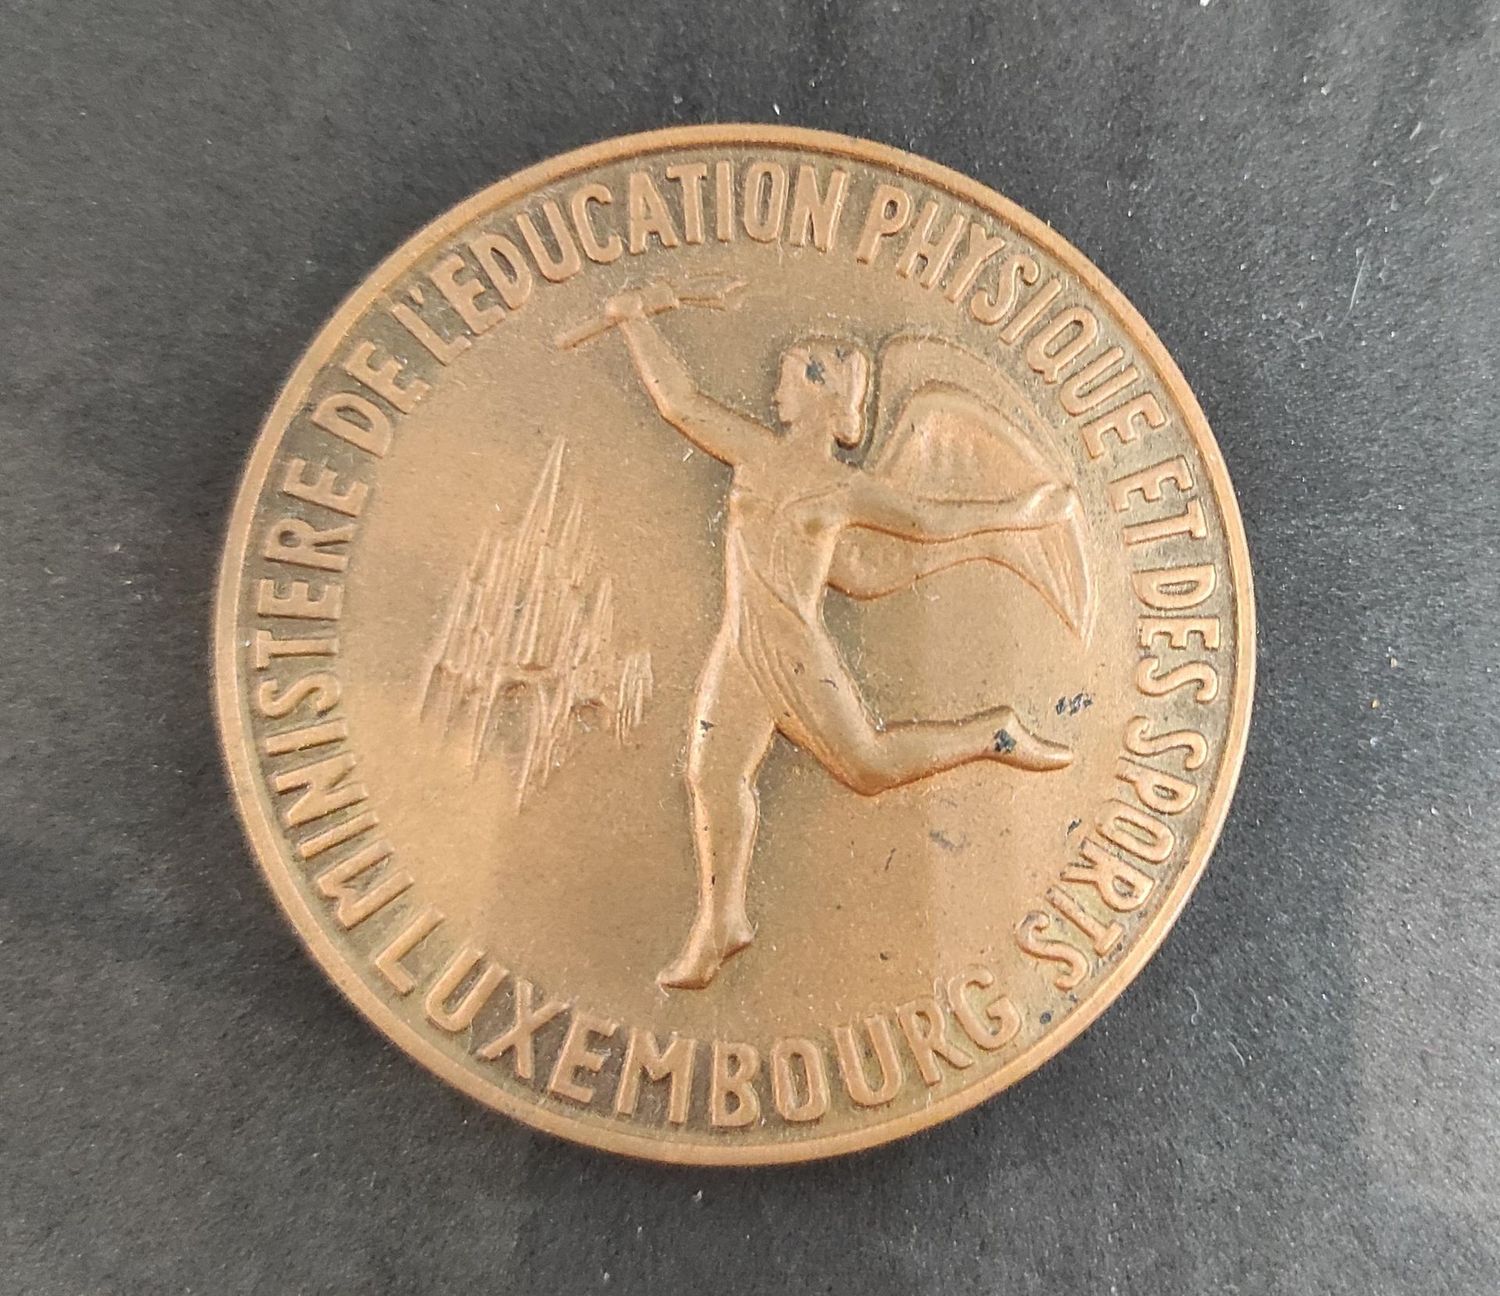 MINISTERE DE L'EDUCATION PHYSIQUE ET DES SPORTS
LUXEMBOURG